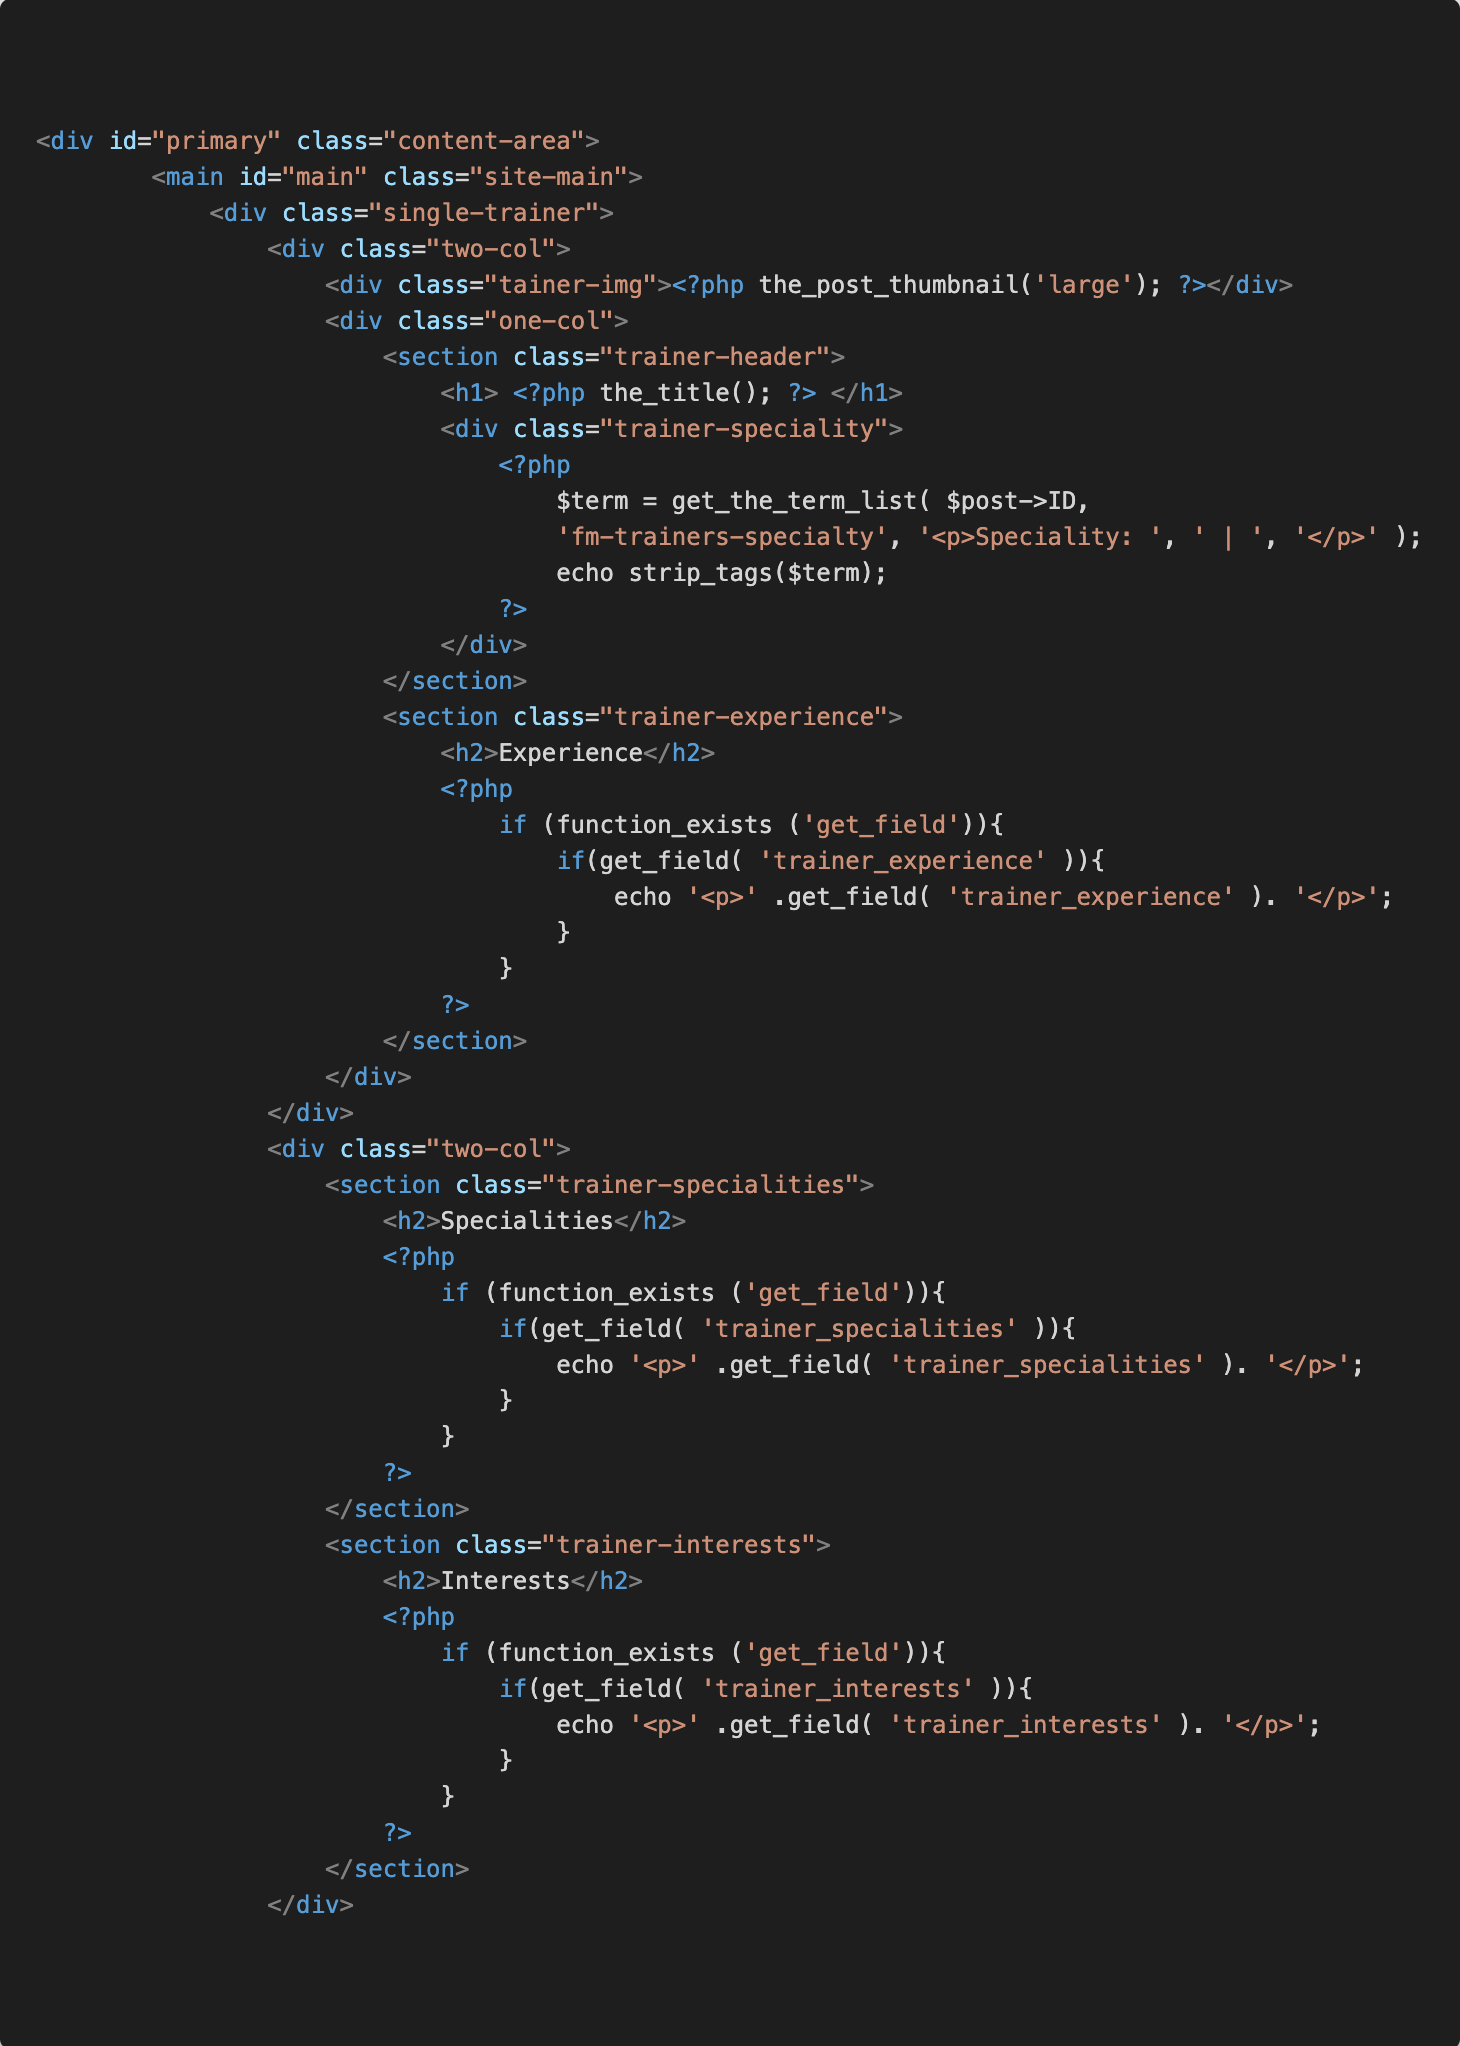 <div id="primary" class="content-area">
        <main id="main" class="site-main">
            <div class="single-trainer">
                <div class="two-col">
                    <div class="tainer-img"><?php the_post_thumbnail('large'); ?></div>
                    <div class="one-col">
                        <section class="trainer-header">
                            <h1> <?php the_title(); ?> </h1>
                            <div class="trainer-speciality">
                                <?php
                                    $term = get_the_term_list( $post->ID,
                                    'fm-trainers-specialty', '<p>Speciality: ', ' | ', '</p>' );
                                    echo strip_tags($term);
                                ?>
                            </div>
                        </section>
                        <section class="trainer-experience">
                            <h2>Experience</h2>
                            <?php
                                if (function_exists ('get_field')){
                                    if(get_field( 'trainer_experience' )){
                                        echo '<p>' .get_field( 'trainer_experience' ). '</p>';
                                    }
                                }
                            ?>
                        </section>
                    </div>
                </div>
                <div class="two-col">
                    <section class="trainer-specialities">
                        <h2>Specialities</h2>
                        <?php
                            if (function_exists ('get_field')){
                                if(get_field( 'trainer_specialities' )){
                                    echo '<p>' .get_field( 'trainer_specialities' ). '</p>';
                                }
                            }
                        ?>
                    </section>
                    <section class="trainer-interests">
                        <h2>Interests</h2>
                        <?php
                            if (function_exists ('get_field')){
                                if(get_field( 'trainer_interests' )){
                                    echo '<p>' .get_field( 'trainer_interests' ). '</p>';
                                }
                            }
                        ?>
                    </section>
                </div>